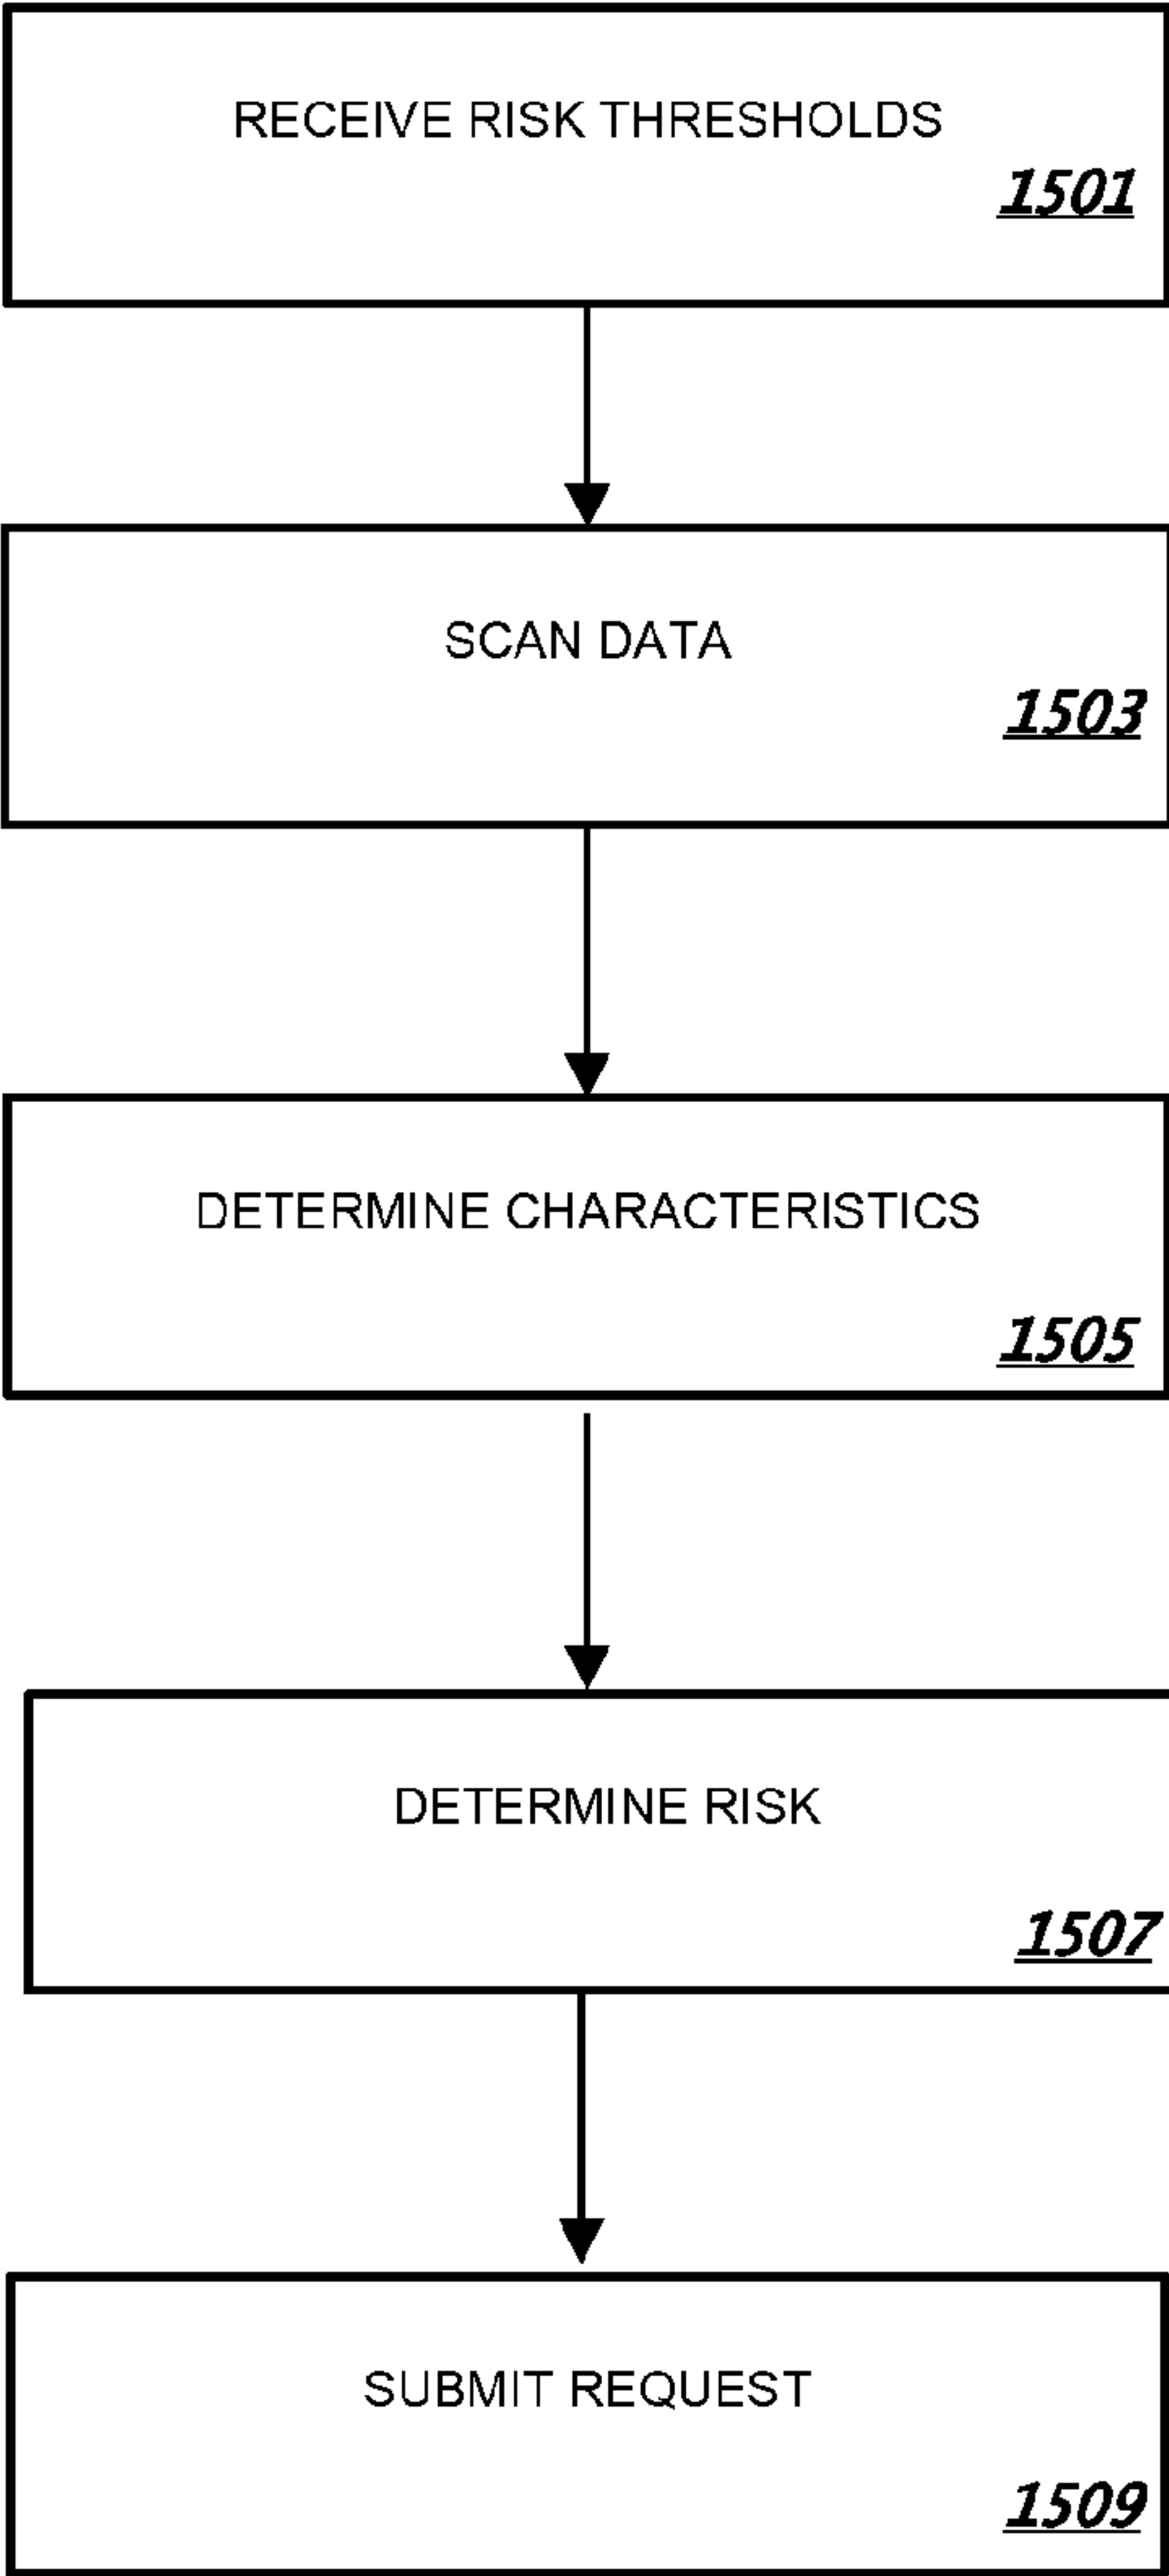 RECEIVE RISK THRESHOLDS
1501
SCAN DATA
1503
DETERMINE CHARACTERISTICS
1505
DETERMINE RISK
1507
SUBMIT REQUEST
1509